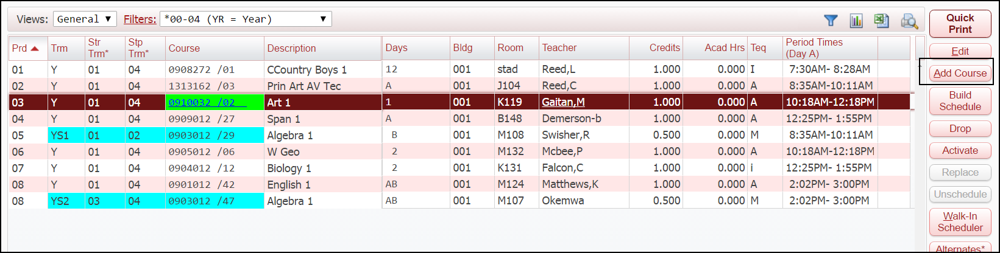 Views: General Filters: *00-04 (YR = Year)
Prd Trm Str Trm* Stp Trm* Course Description Days Bldg Room Teacher Credits Acad Hrs Teq Period Times (Day A)
01 Y 01 04 0908272 /01 CCountry Boys 1 12 001 stad Reed,L 1.000 0.000 I 7:30AM- 8:28AM
02 Y 01 04 1313162 /03 Prin Art AV Tec A 001 J104 Reed,C 1.000 0.000 A 8:35AM-10:11AM
03 Y 01 04 0910032 /02 Art 1 1 001 K119 Gaitan,M 1.000 0.000 A 10:18AM-12:18PM
04 Y 01 04 0909012 /27 Span 1 A 001 B148 Demerson-b 1.000 0.000 A 12:25PM- 1:55PM
05 YS1 01 02 0903012 /29 Algebra 1 B 001 M108 Swisher,R 0.500 0.000 M 8:35AM-10:11AM
06 Y 01 04 0905012 /06 W Geo 2 001 M132 Mcbee,P 1.000 0.000 A 10:18AM-12:18PM
07 Y 01 04 0904012 /12 Biology 1 2 001 K131 Falcon,C 1.000 0.000 i 12:25PM- 1:55PM
08 Y 01 04 0901012 /42 English 1 AB 001 M124 Matthews,K 1.000 0.000 A 2:02PM- 3:00PM
08 YS2 03 04 0903012 /47 Algebra 1 AB 001 M107 Okemwa 0.500 0.000 M 2:02PM- 3:00PM
Quick
Print
Edit
Add Course
Build
Schedule
Drop
Activate
Replace
Unschedule
Walk-In
Scheduler
Alternates*